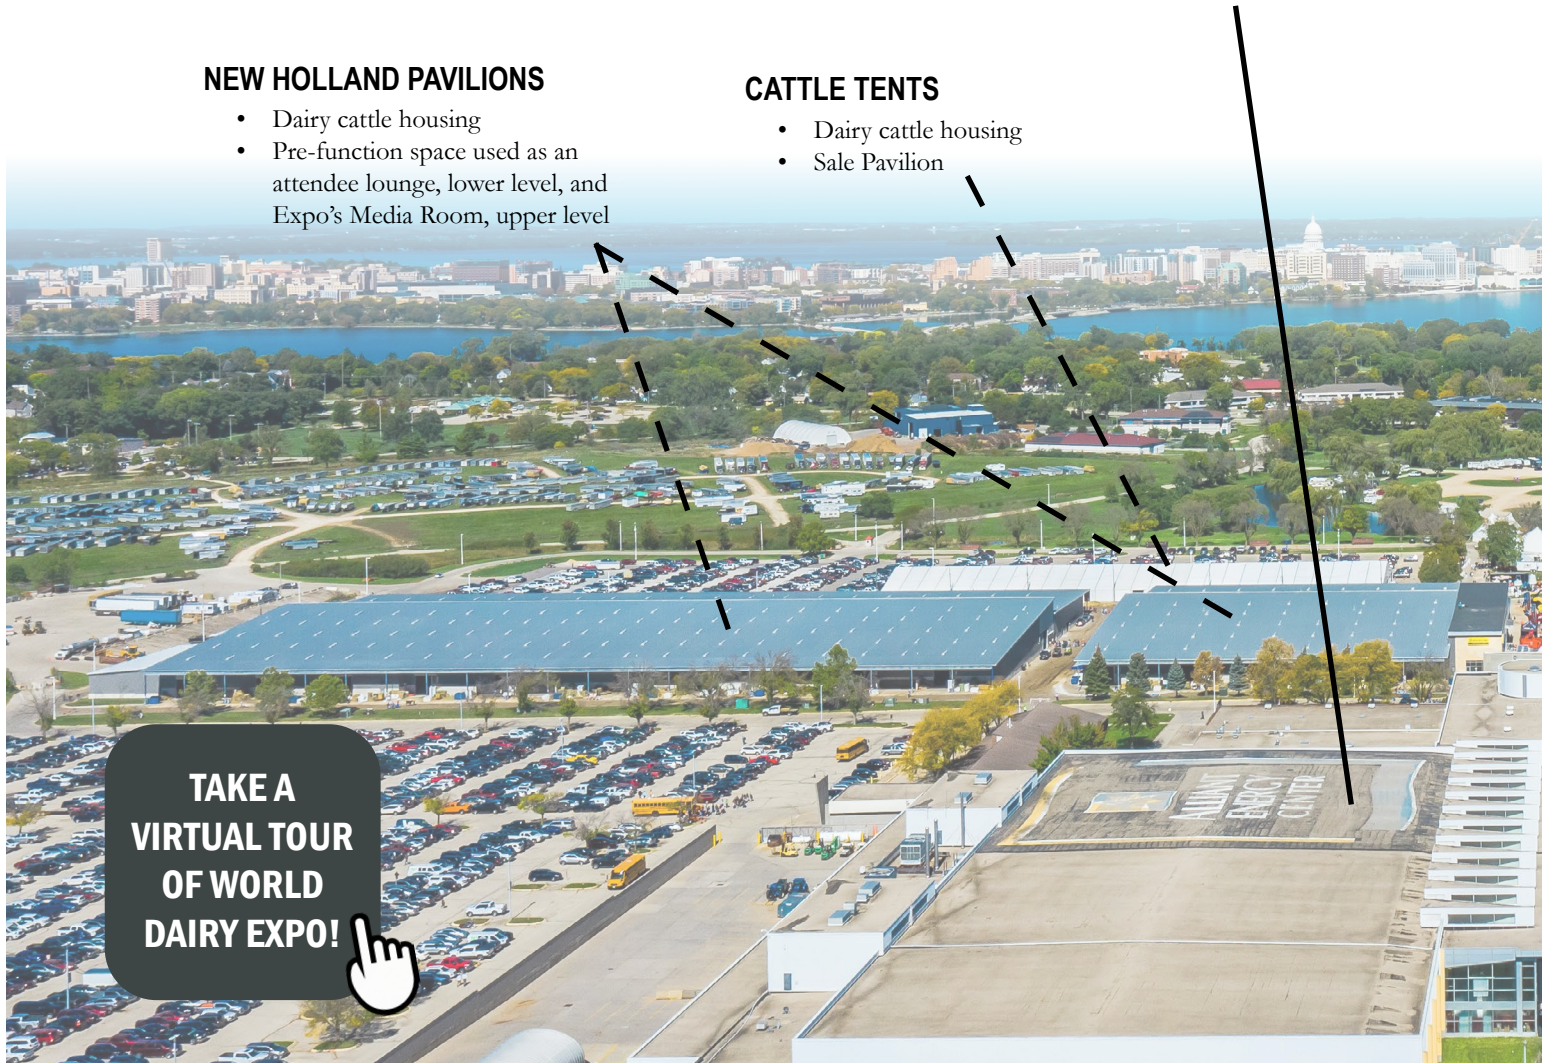 NEW HOLLAND PAVILIONS
• Dairy cattle housing
• Pre-function space used as an
attendee lounge, lower level, and
Expo’s Media Room, upper level
CATTLE TENTS
• Dairy cattle housing
• Sale Pavilion
ALLIANT
ENERGY
CENTER
TAKE A
VIRTUAL TOUR
OF WORLD
DAIRY EXPO!